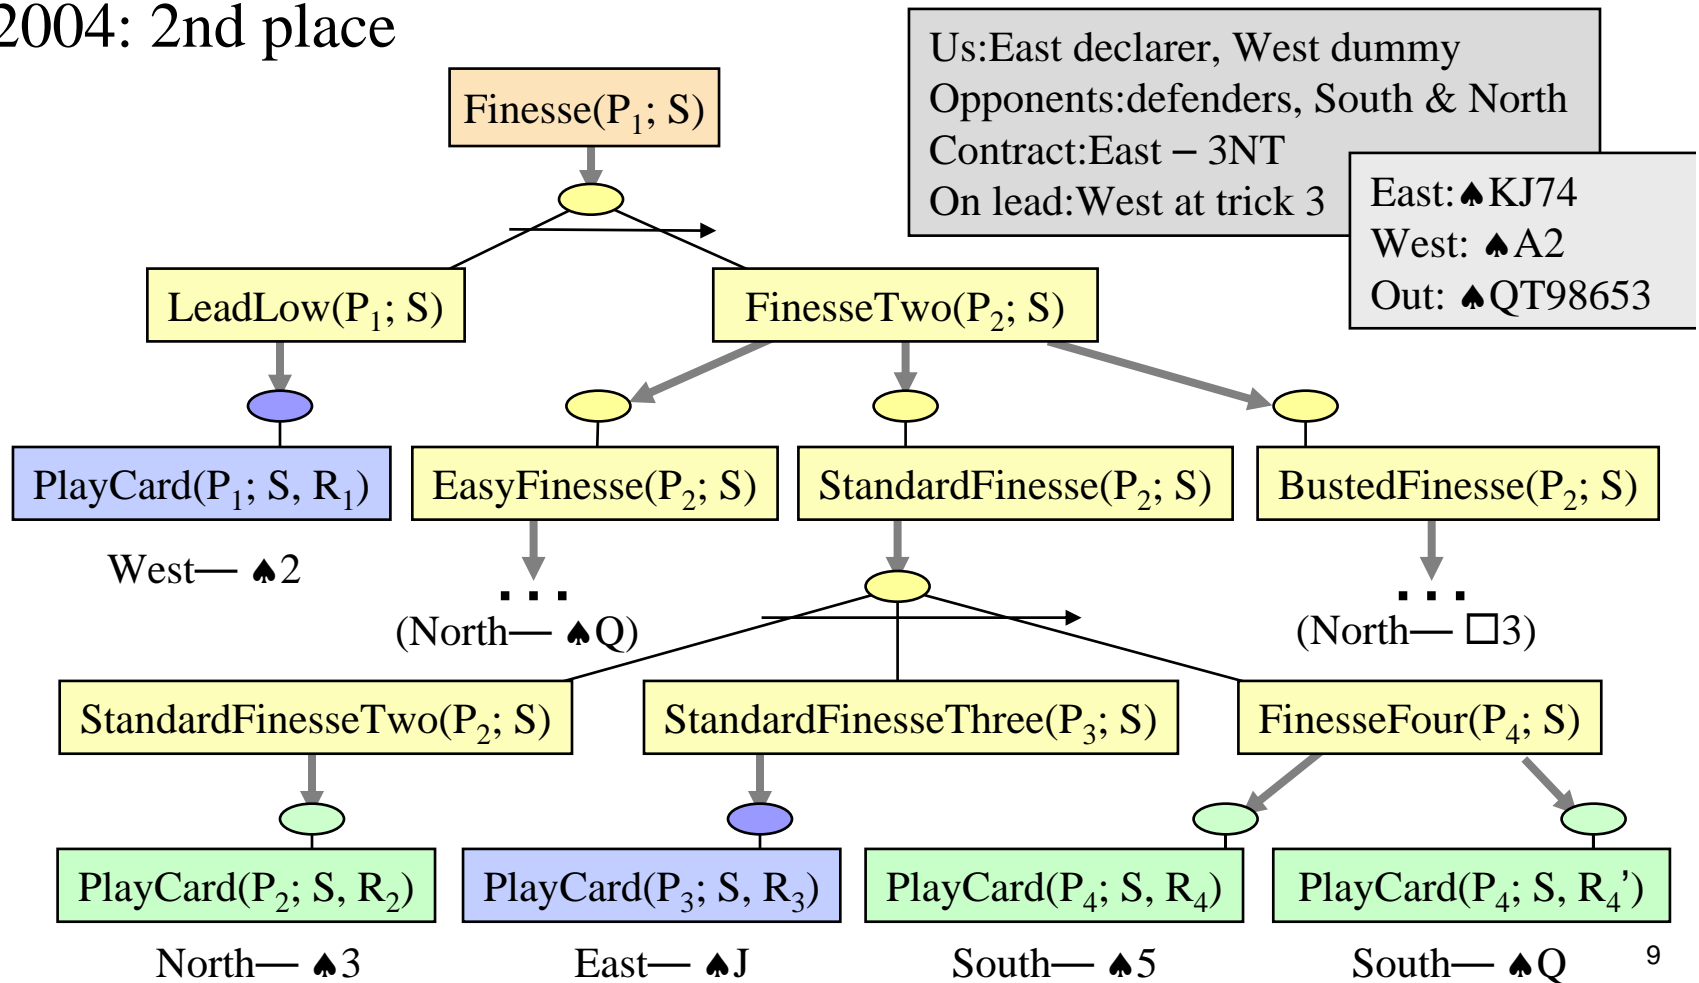 2004: 2nd place
Us:East declarer, West dummy
Opponents:defenders, South & North
Contract:East – 3NT
On lead:West at trick 3
East:♠KJ74
West: ♠A2
Out: ♠QT98653
Finesse(P₁; S)
LeadLow(P₁; S)
FinesseTwo(P₂; S)
PlayCard(P₁; S, R₁)
EasyFinesse(P₂; S)
StandardFinesse(P₂; S)
BustedFinesse(P₂; S)
West— ♠2
. . .
. . .
(North— ♠Q)
(North— □3)
StandardFinesseTwo(P₂; S)
StandardFinesseThree(P₃; S)
FinesseFour(P₄; S)
PlayCard(P₂; S, R₂)
PlayCard(P₃; S, R₃)
PlayCard(P₄; S, R₄)
PlayCard(P₄; S, R₄’)
North— ♠3
East— ♠J
South— ♠5
South— ♠Q
9